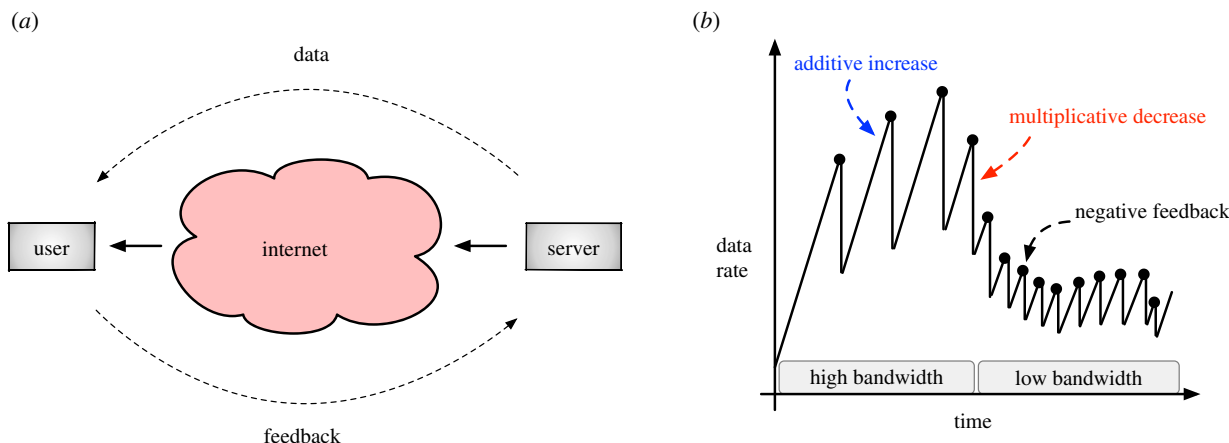 (a)
data
user
internet
server
feedback
(b)
additive increase
multiplicative decrease
negative feedback
data
rate
high bandwidth
low bandwidth
time